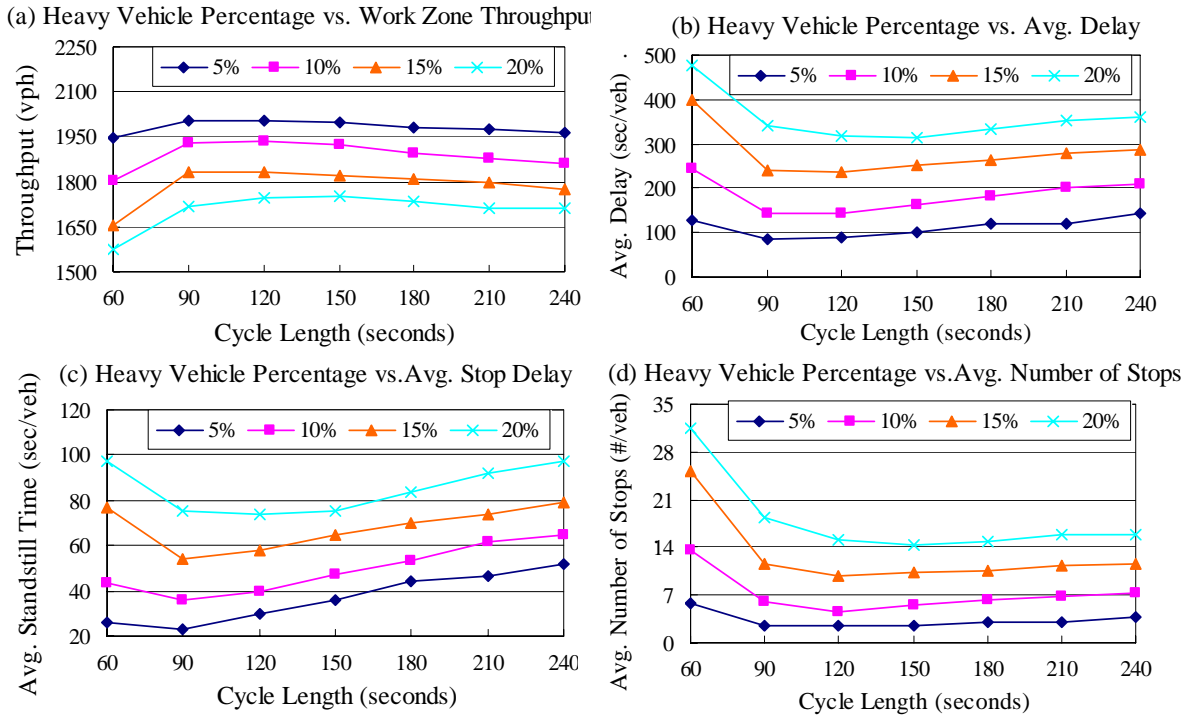 (a) Heavy Vehicle Percentage vs. Work Zone Throughput
Throughput (vph)
2250
2100
1950
1800
1650
1500
5% 10% 15% 20%
60 90 120 150 180 210 240
Cycle Length (seconds)
(b) Heavy Vehicle Percentage vs. Avg. Delay
Avg. Delay (sec/veh) .
500
400
300
200
100
0
5% 10% 15% 20%
60 90 120 150 180 210 240
Cycle Length (seconds)
(c) Heavy Vehicle Percentage vs.Avg. Stop Delay
Avg. Standstill Time (sec/veh)
120
100
80
60
40
20
5% 10% 15% 20%
60 90 120 150 180 210 240
Cycle Length (seconds)
(d) Heavy Vehicle Percentage vs.Avg. Number of Stops
Avg. Number of Stops (#/veh)
35
28
21
14
7
0
5% 10% 15% 20%
60 90 120 150 180 210 240
Cycle Length (seconds)